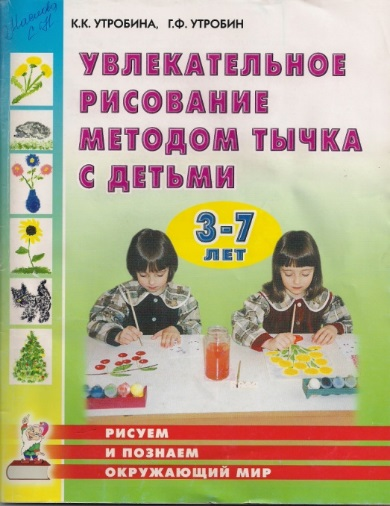 К.К. УТРОБИНА, Г.Ф. УТРОБИН
УВЛЕКАТЕЛЬНОЕ
РИСОВАНИЕ
МЕТОДОМ ТЫЧКА
С ДЕТЬМИ
3-7
ЛЕТ
РИСУЕМ
И ПОЗНАЕМ
ОКРУЖАЮЩИЙ МИР